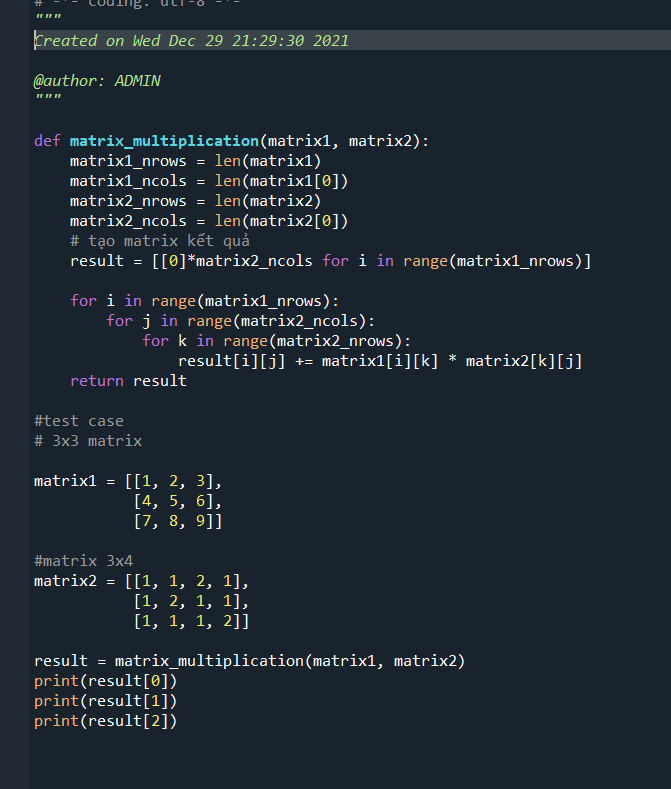 # -*- coding: utf-8 -*-
"""
Created on Wed Dec 29 21:29:30 2021

@author: ADMIN
"""

def matrix_multiplication(matrix1, matrix2):
    matrix1_nrows = len(matrix1)
    matrix1_ncols = len(matrix1[0])
    matrix2_nrows = len(matrix2)
    matrix2_ncols = len(matrix2[0])
    # tạo matrix kết quả
    result = [[0]*matrix2_ncols for i in range(matrix1_nrows)]

    for i in range(matrix1_nrows):
        for j in range(matrix2_ncols):
            for k in range(matrix2_nrows):
                result[i][j] += matrix1[i][k] * matrix2[k][j]
    return result

#test case
# 3x3 matrix

matrix1 = [[1, 2, 3],
           [4, 5, 6],
           [7, 8, 9]]

#matrix 3x4
matrix2 = [[1, 1, 2, 1],
           [1, 2, 1, 1],
           [1, 1, 1, 2]]

result = matrix_multiplication(matrix1, matrix2)
print(result[0])
print(result[1])
print(result[2])